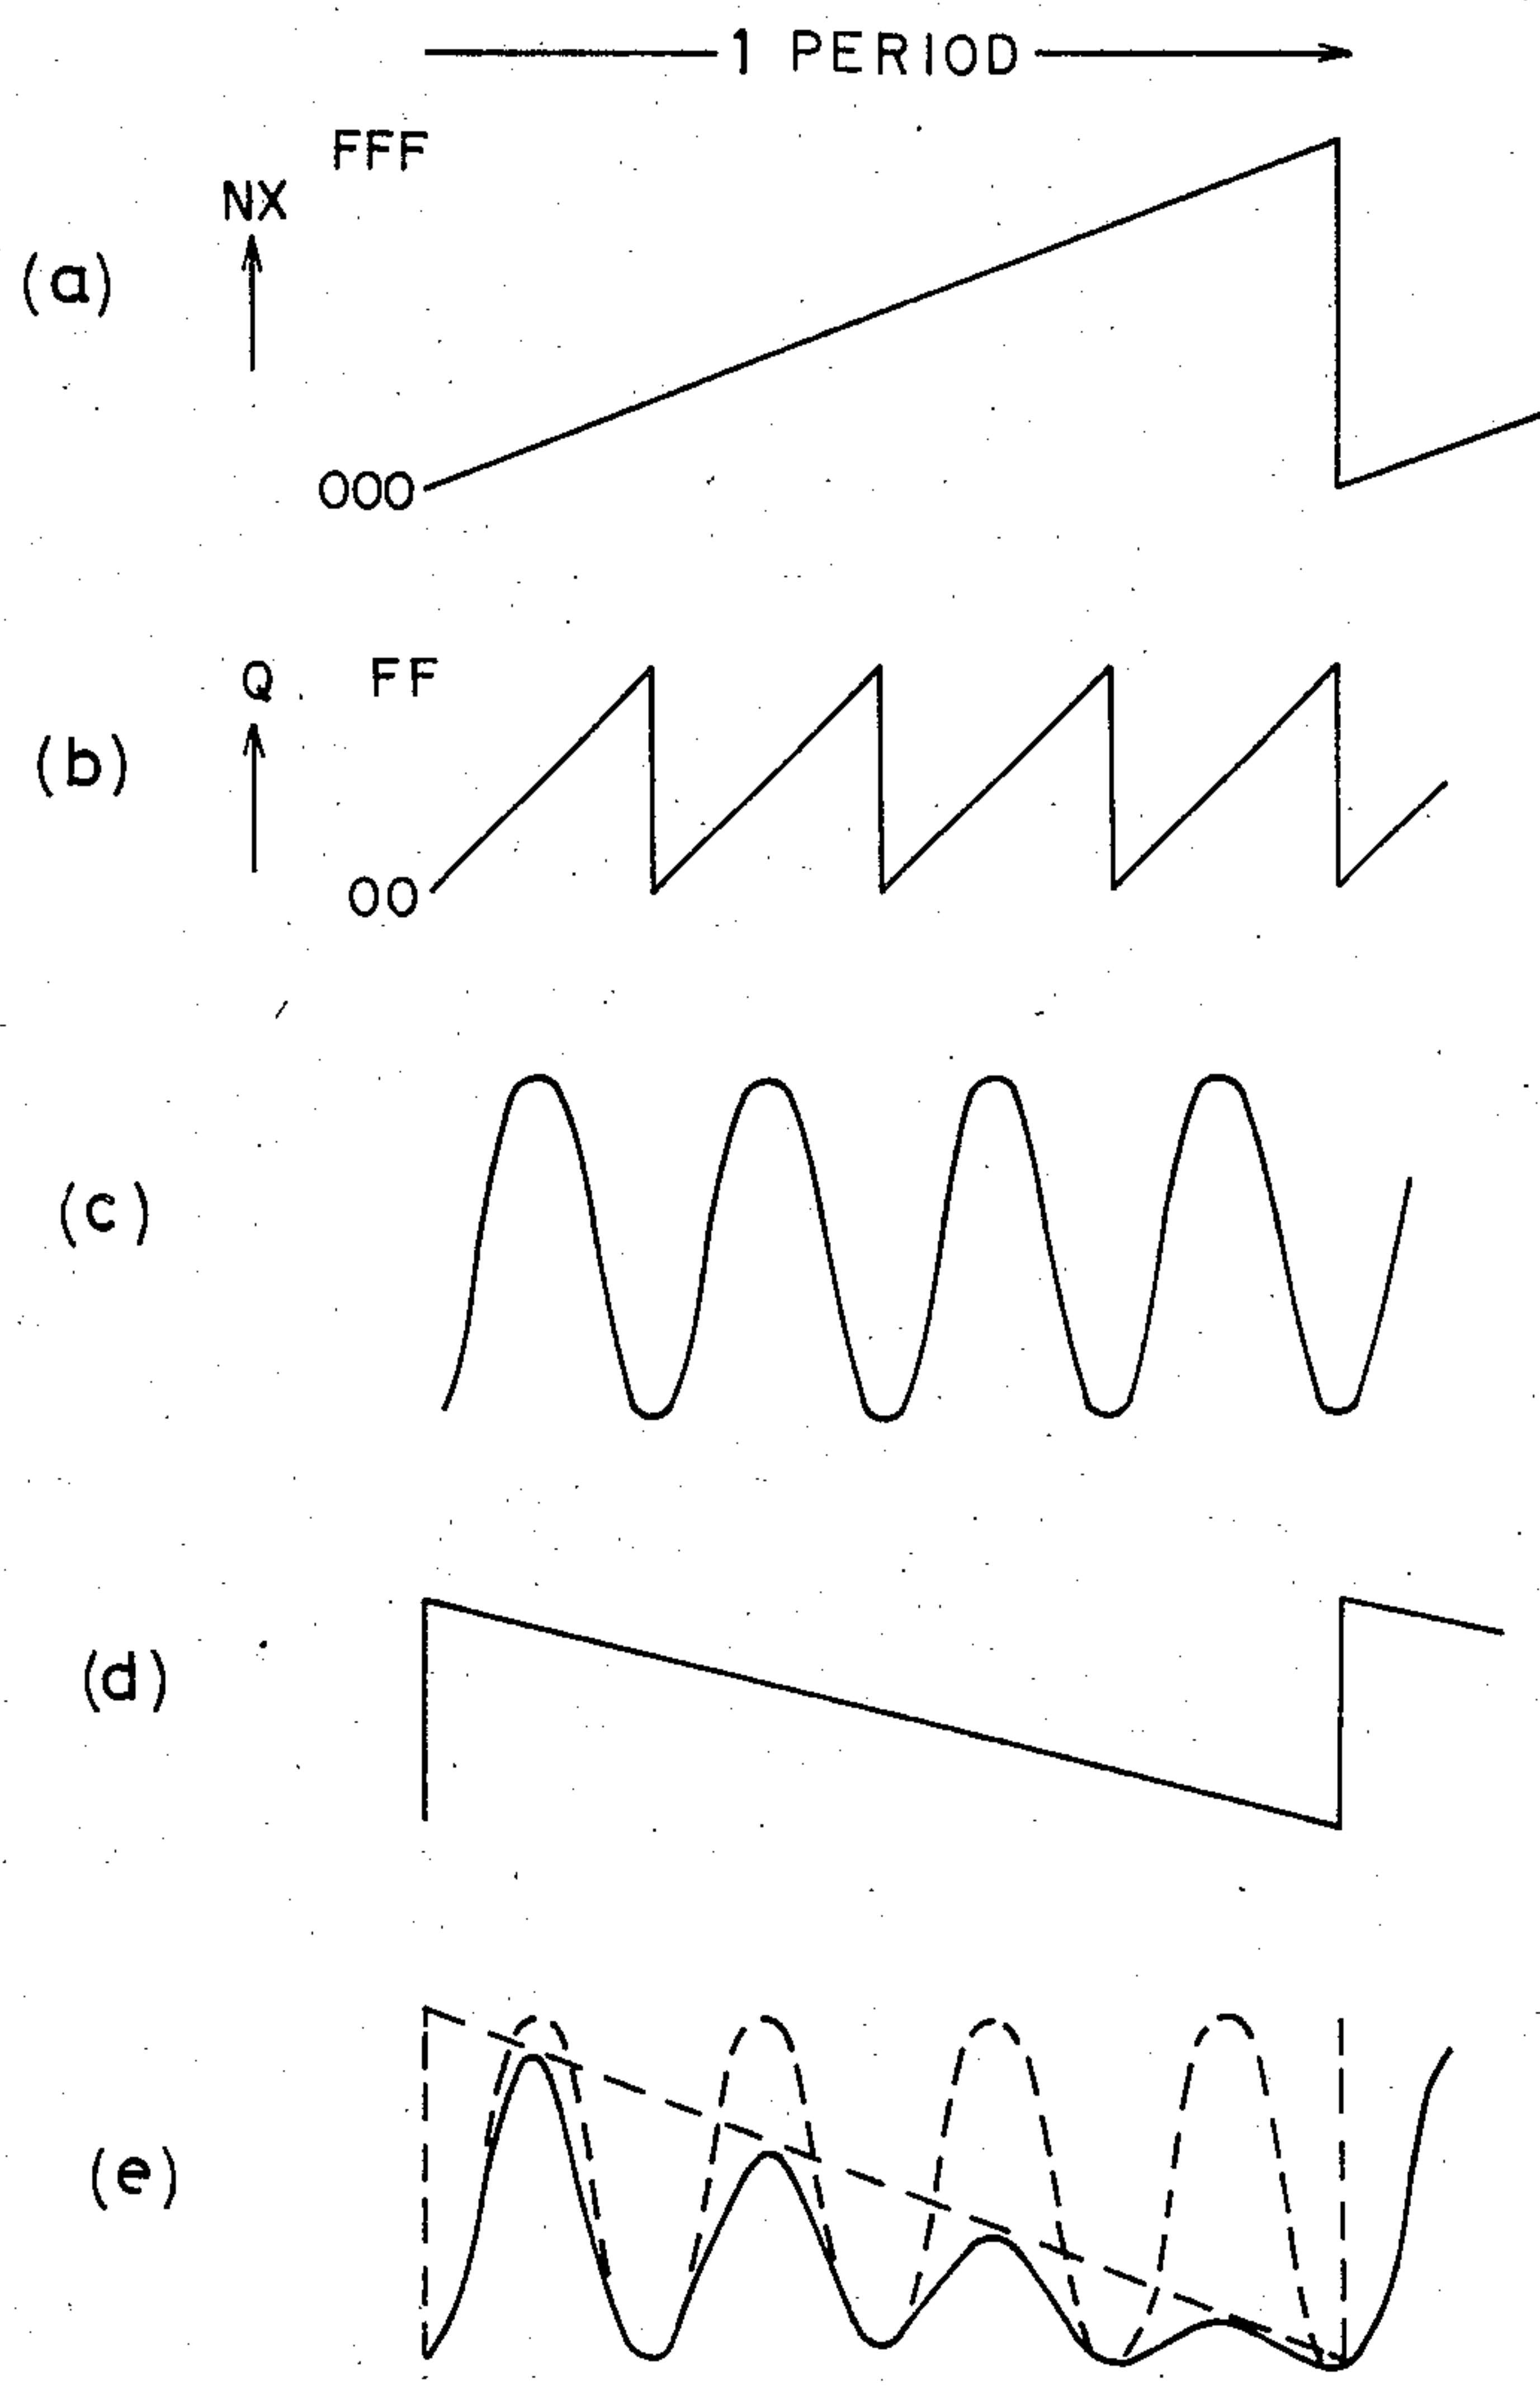 1 PERIOD
FFF
NX
(a)
000
Q
FF
(b)
00
(c)
(d)
(e)